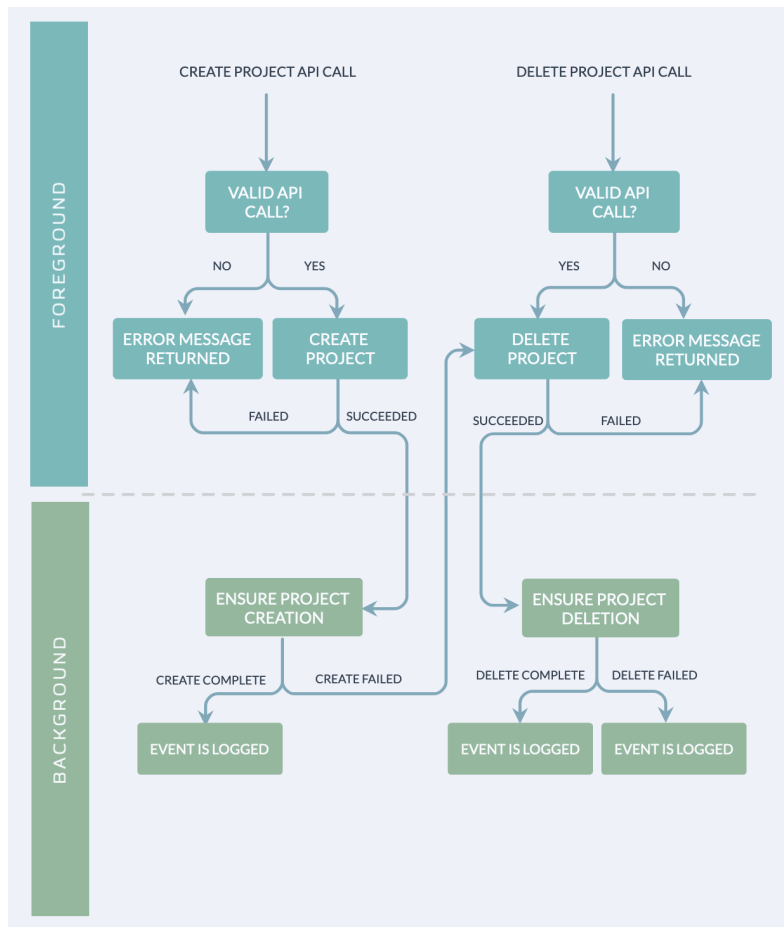 FOREGROUND
CREATE PROJECT API CALL
DELETE PROJECT API CALL
VALID API
CALL?
VALID API
CALL?
NO
YES
YES
NO
ERROR MESSAGE
RETURNED
CREATE
PROJECT
DELETE
PROJECT
ERROR MESSAGE
RETURNED
FAILED
SUCCEEDED
SUCCEEDED
FAILED
BACKGROUND
ENSURE PROJECT
CREATION
ENSURE PROJECT
DELETION
CREATE COMPLETE
CREATE FAILED
DELETE COMPLETE
DELETE FAILED
EVENT IS LOGGED
EVENT IS LOGGED
EVENT IS LOGGED